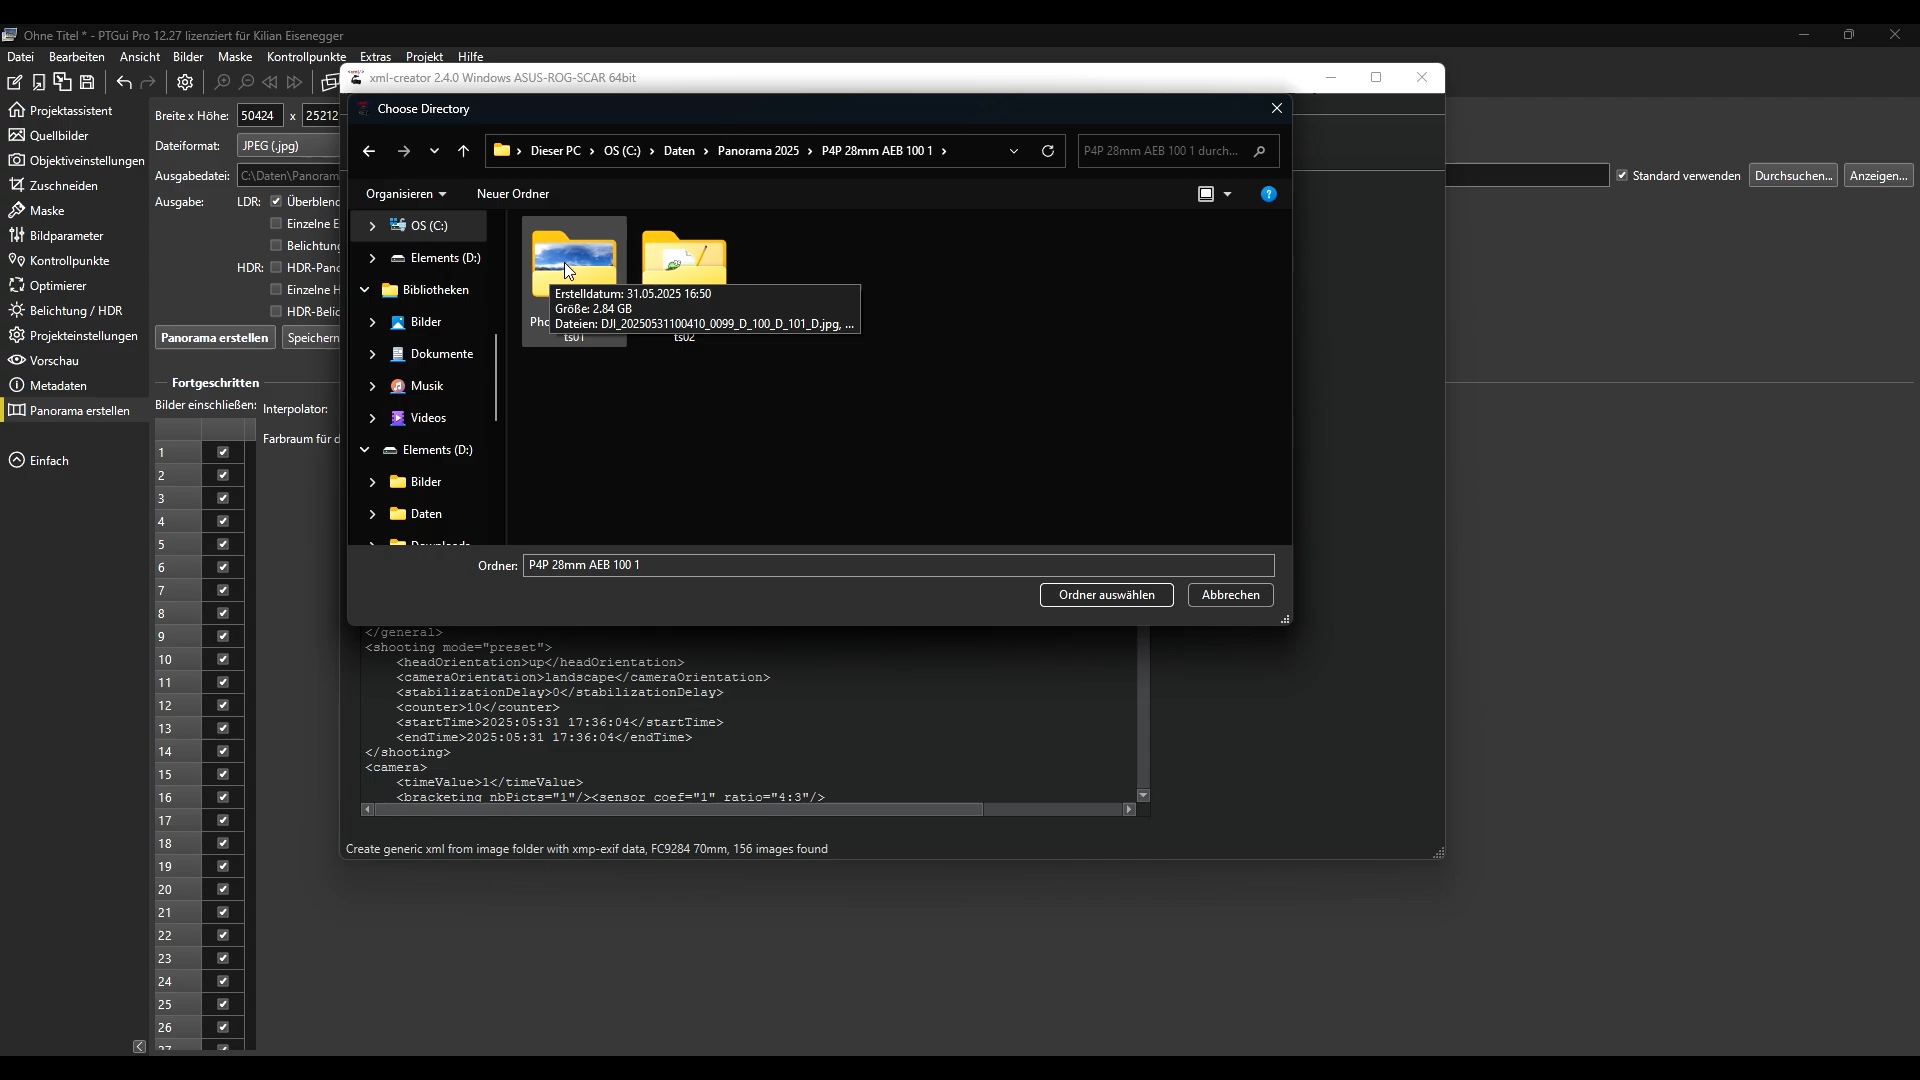 Ohne Titel * - PTGui Pro 12.27 lizenziert für Kilian Eisenegger
Datei Bearbeiten Ansicht Bilder Maske Kontrollpunkte Extras Projekt Hilfe
xml-creator 2.4.0 Windows ASUS-ROG-SCAR 64bit
Projektassistent
Quellbilder
Objektiveinstellungen
Zuschneiden
Maske
Bildparameter
Kontrollpunkte
Optimierer
Belichtung / HDR
Projekteinstellungen
Vorschau
Metadaten
Panorama erstellen
Einfach
Breite x Höhe: 50424 x 25212
Dateiformat: JPEG (.jpg)
Ausgabedatei: C:\Daten\Panoram
Ausgabe: LDR: Überblend
Einzelne E
Belichtung
HDR: HDR-Pano
Einzelne H
HDR-Belic
Panorama erstellen Speichern
Fortgeschritten
Bilder einschließen: Interpolator:
Farbraum für d
1
2
3
4
5
6
7
8
9
10
11
12
13
14
15
16
17
18
19
20
21
22
23
24
25
26
27
Standard verwenden Durchsuchen... Anzeigen...
Choose Directory
Dieser PC OS (C:) Daten Panorama 2025 P4P 28mm AEB 100 1
P4P 28mm AEB 100 1 durch...
Organisieren Neuer Ordner
OS (C:)
Elements (D:)
Bibliotheken
Bilder
Dokumente
Musik
Videos
Elements (D:)
Bilder
Daten
Downloads
Erstelldatum: 31.05.2025 16:50
Größe: 2.84 GB
Dateien: DJI_20250531100410_0099_D_100_D_101_D.jpg, ...
ts01
ts02
Ordner: P4P 28mm AEB 100 1
Ordner auswählen Abbrechen
</general>
<shooting mode="preset">
<headOrientation>up</headOrientation>
<cameraOrientation>landscape</cameraOrientation>
<stabilizationDelay>0</stabilizationDelay>
<counter>10</counter>
<startTime>2025:05:31 17:36:04</startTime>
<endTime>2025:05:31 17:36:04</endTime>
</shooting>
<camera>
<timeValue>1</timeValue>
<bracketing nbPicts="1"/><sensor coef="1" ratio="4:3"/>
Create generic xml from image folder with xmp-exif data, FC9284 70mm, 156 images found